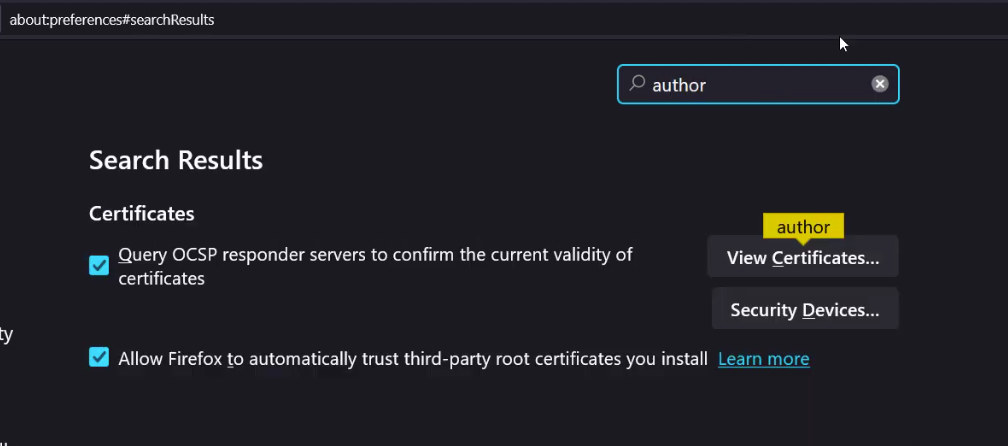 about:preferences#searchResults
author
Search Results
Certificates
author
Query OCSP responder servers to confirm the current validity of
certificates
View Certificates...
Security Devices...
ty
Allow Firefox to automatically trust third-party root certificates you install Learn more